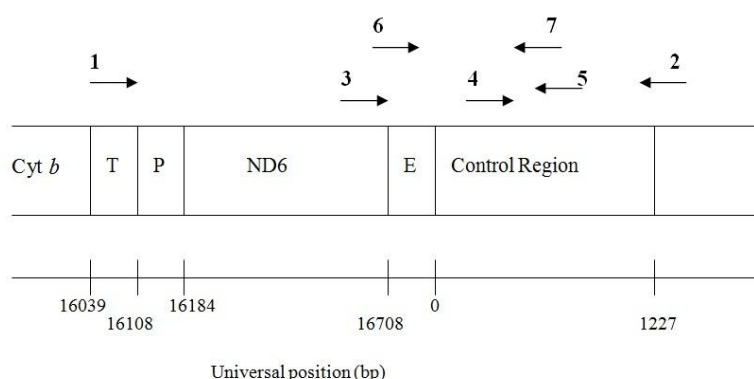 6 7
1 2
3 4 5
Cyt b T P ND6 E Control Region
16039 16184 0
16108 16708 1227
Universal position (bp)